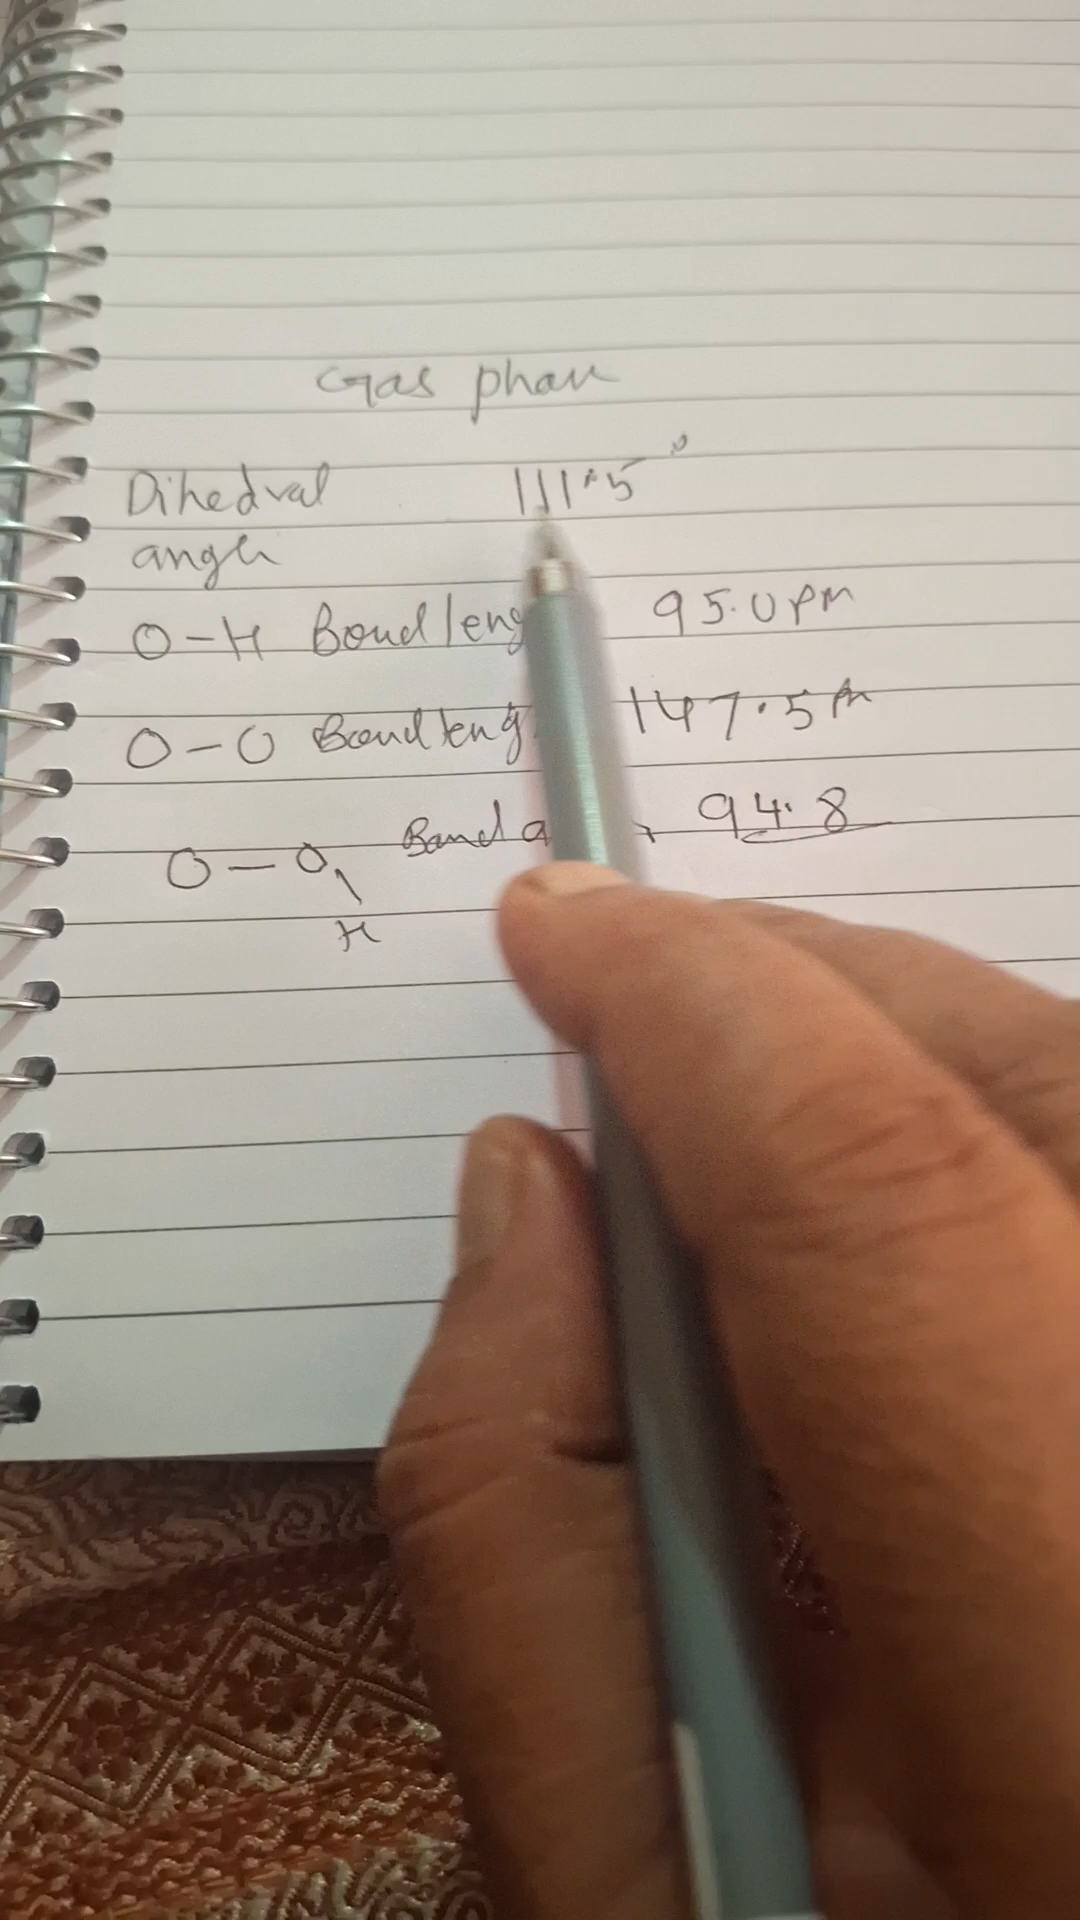 Gas phase
Dihedral 111.5°
angle
O-H Bond leng 95.0 pm
O-O Bond leng 147.5 pm
O-O Bond a 94.8
H